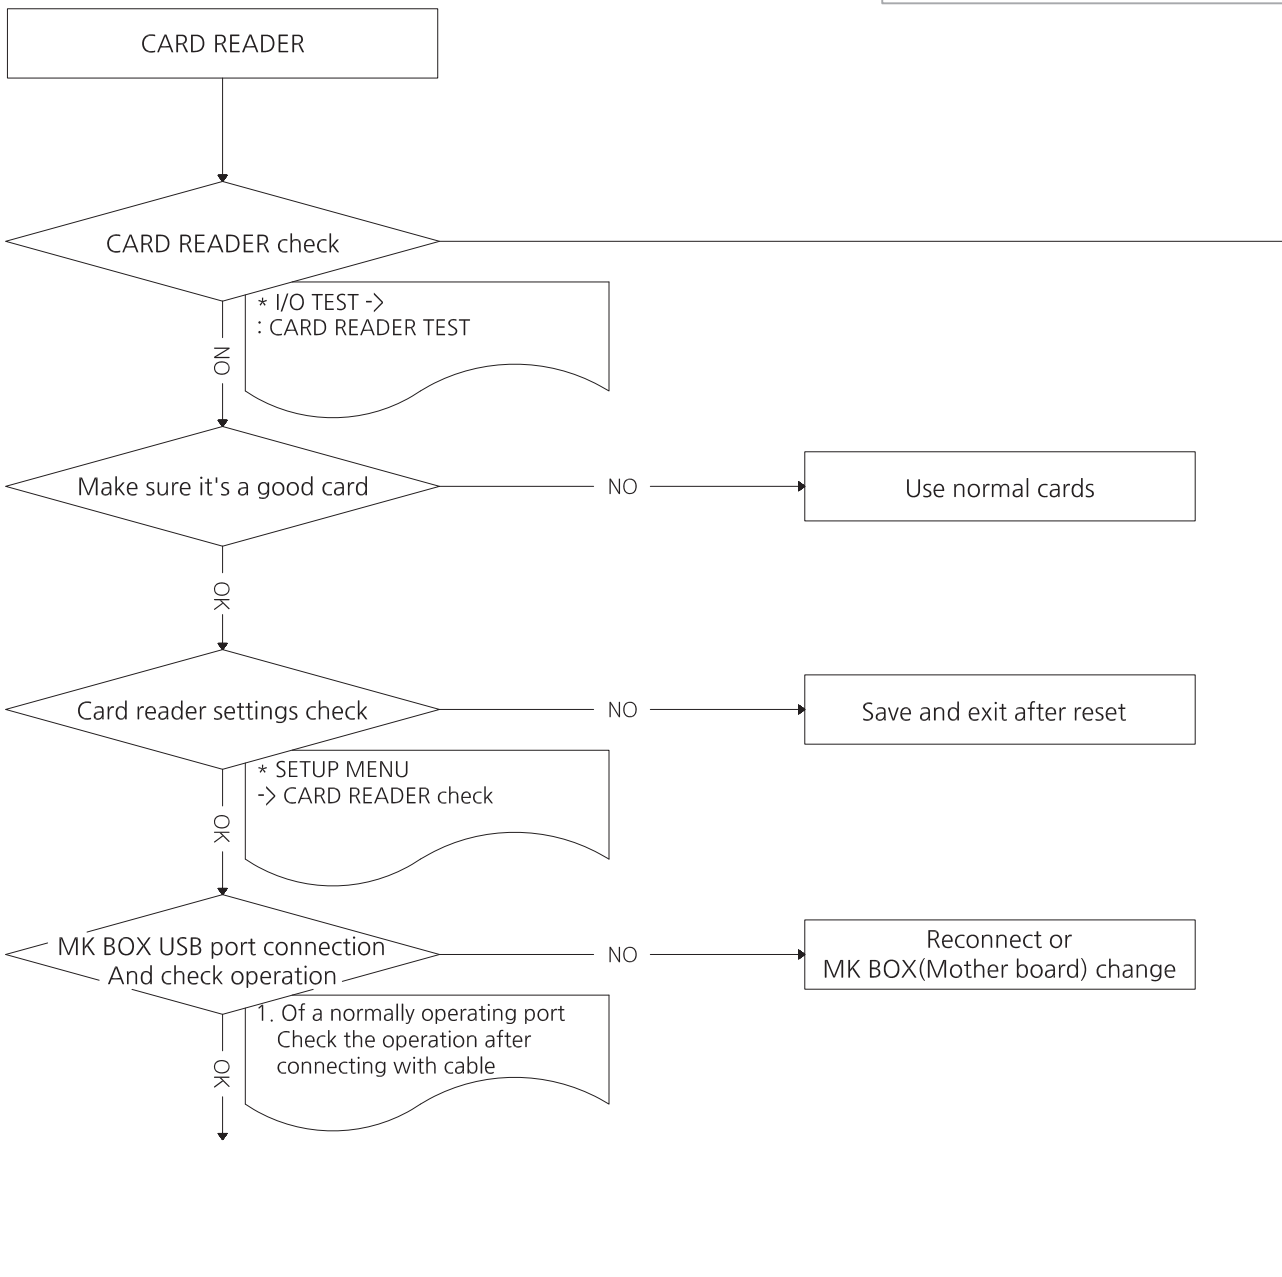 CARD READER
CARD READER check
* I/O TEST ->
: CARD READER TEST
NO
Make sure it's a good card
NO
Use normal cards
OK
Card reader settings check
NO
Save and exit after reset
* SETUP MENU
-> CARD READER check
OK
MK BOX USB port connection
And check operation
NO
Reconnect or
MK BOX(Mother board) change
1. Of a normally operating port
Check the operation after
connecting with cable
OK